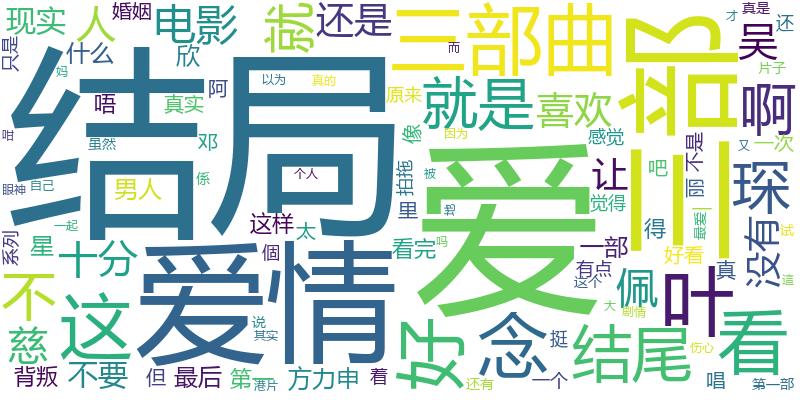 现实
人
婚姻
电影
就
还是
三部曲
三部
才
真是
还
吴
片子
只是
什么
欣
而
妈
唔
真实
阿
以为
真的
原来
就是
喜欢
啊
结局
虽然
邓
像
因为
感觉
不是
又
一次
男人
係
个人
拍拖
被
爱
让
丽
吧
琛
自己
觉得
最爱
一起
这样
太
里
得
没有
系列
星
十分
爱情
個
看完
吗
一部
好看
真
试
不
这
有点
这个
佩
叶
這
慈
说
其实
好
念
挺
结尾
大
剧情
看
伤心
背叛
不要
但
最后
第一
港片
方力申
着
还有
一个
唱
第一部